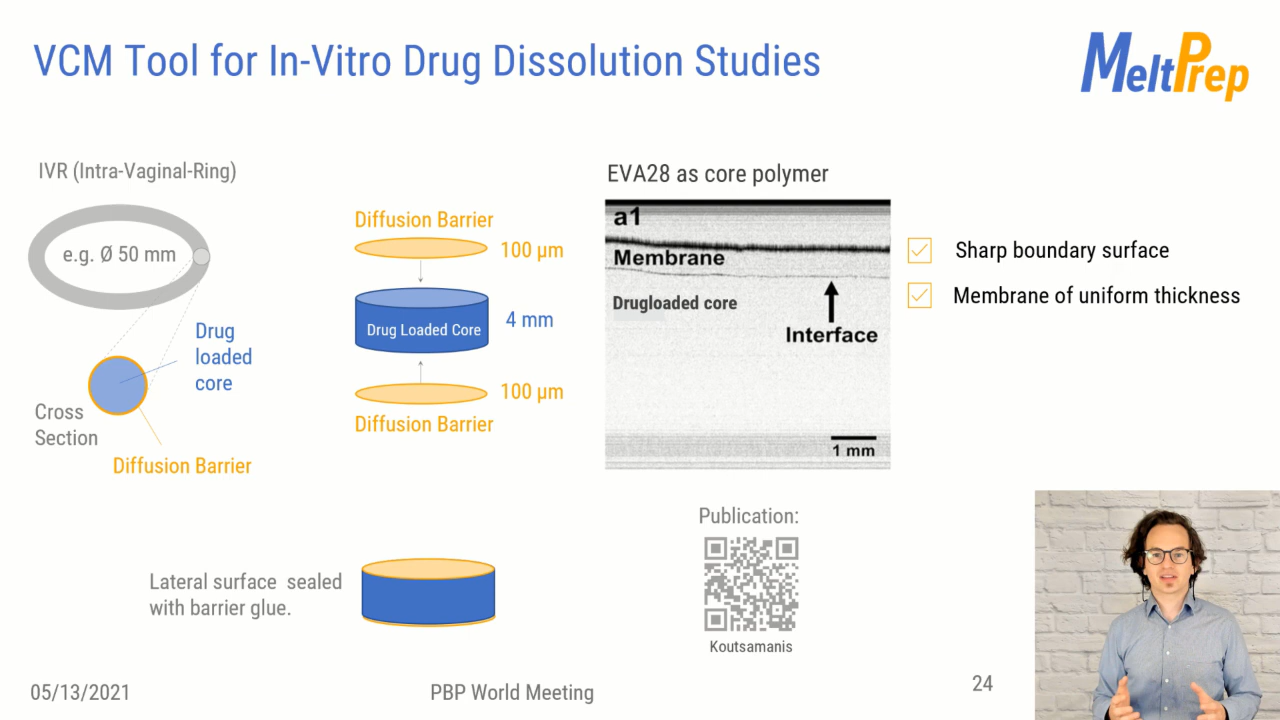 VCM Tool for In-Vitro Drug Dissolution Studies
MeltPrep
IVR (Intra-Vaginal-Ring)
e.g. Ø 50 mm
Drug
loaded
core
Cross
Section
Diffusion Barrier
Diffusion Barrier
100 µm
Drug Loaded Core
4 mm
100 µm
Diffusion Barrier
Lateral surface sealed
with barrier glue.
EVA28 as core polymer
a1
Membrane
Drugloaded core
Interface
1 mm
Sharp boundary surface
Membrane of uniform thickness
Publication:
Koutsamanis
05/13/2021
PBP World Meeting
24